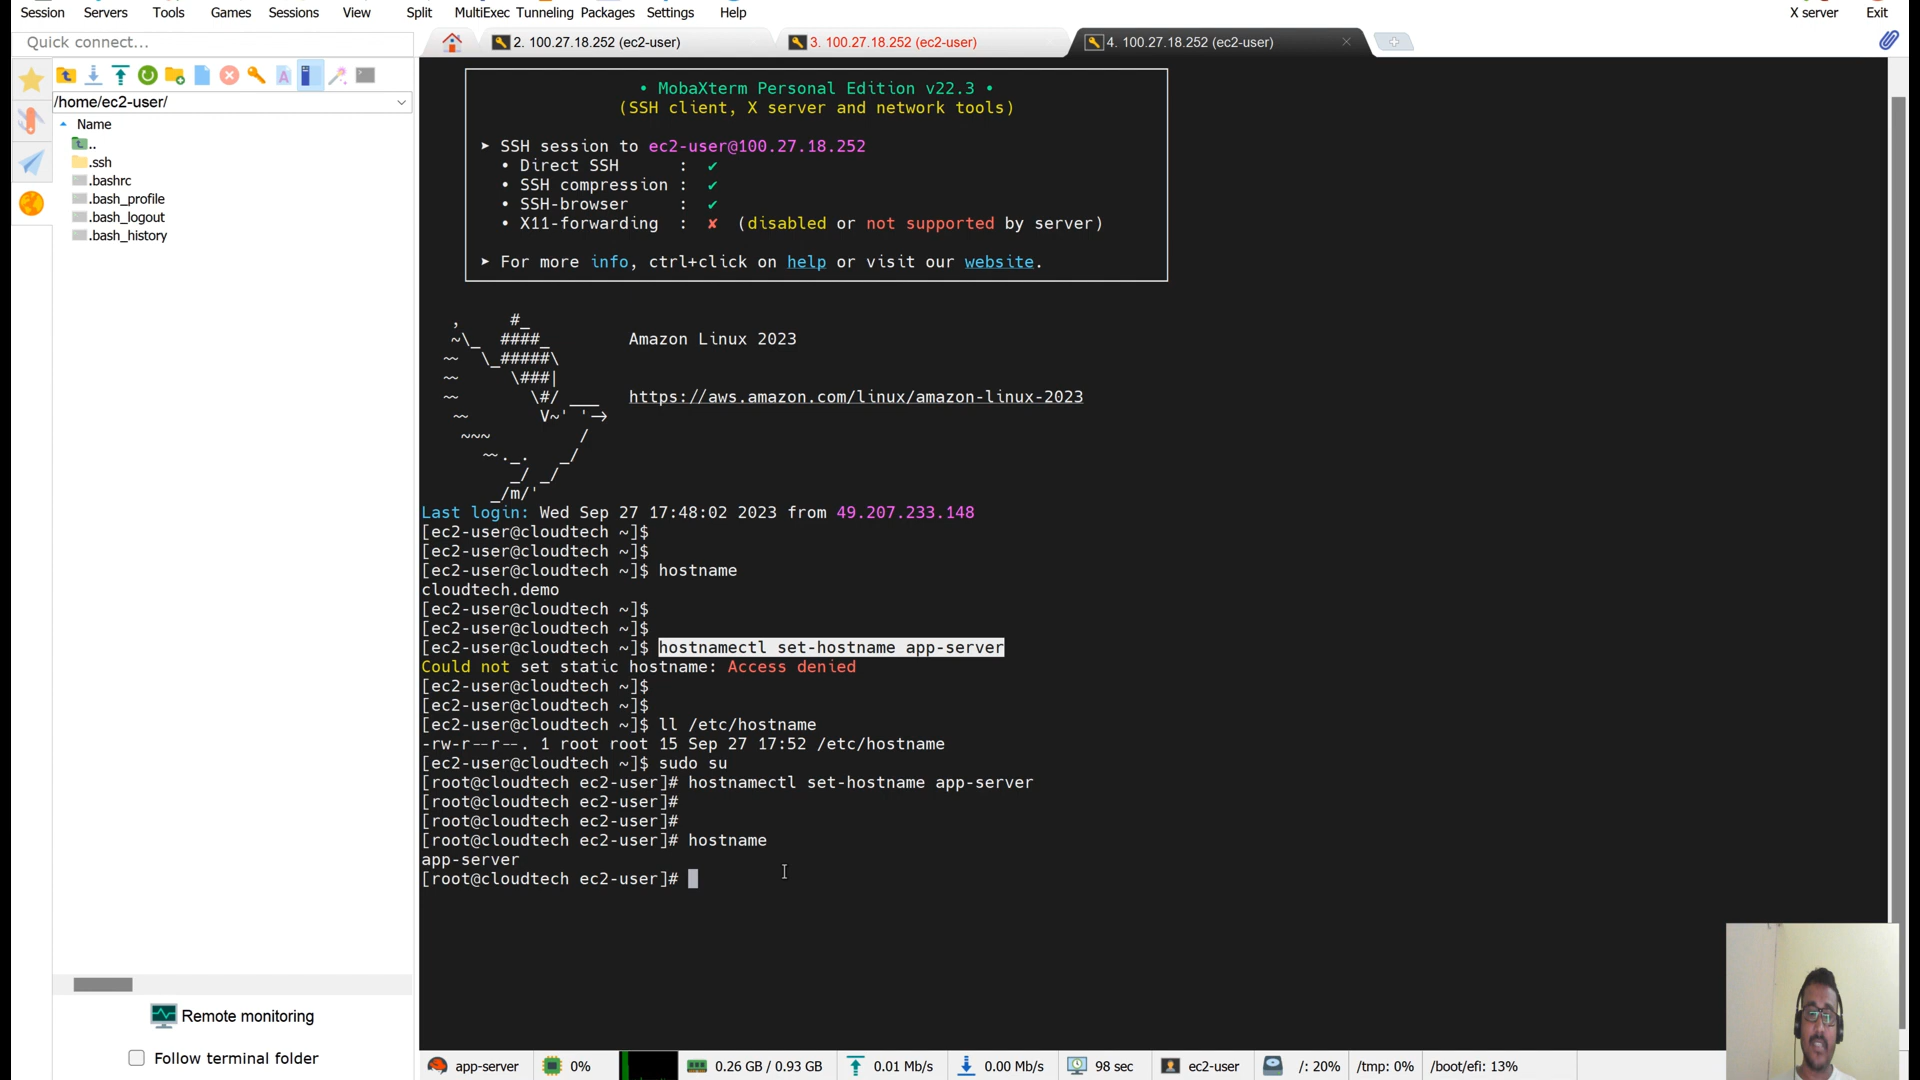 Session Servers Tools Games Sessions View Split MultiExec Tunneling Packages Settings Help X server Exit
Quick connect...
2. 100.27.18.252 (ec2-user)
3. 100.27.18.252 (ec2-user)
4. 100.27.18.252 (ec2-user)
/home/ec2-user/
Name
..
.ssh
.bashrc
.bash_profile
.bash_logout
.bash_history
• MobaXterm Personal Edition v22.3 •
(SSH client, X server and network tools)
➤ SSH session to ec2-user@100.27.18.252
• Direct SSH : ✔
• SSH compression : ✔
• SSH-browser : ✔
• X11-forwarding : ✘ (disabled or not supported by server)
➤ For more info, ctrl+click on help or visit our website.
, #_
~\_ ####_ Amazon Linux 2023
~~ \_#####\
~~ \###|
~~ \#/ ___ https://aws.amazon.com/linux/amazon-linux-2023
~~ V~' '->
~~~ /
~~._. _/
_/ _/
_/m/'
Last login: Wed Sep 27 17:48:02 2023 from 49.207.233.148
[ec2-user@cloudtech ~]$
[ec2-user@cloudtech ~]$
[ec2-user@cloudtech ~]$ hostname
cloudtech.demo
[ec2-user@cloudtech ~]$
[ec2-user@cloudtech ~]$
[ec2-user@cloudtech ~]$ hostnamectl set-hostname app-server
Could not set static hostname: Access denied
[ec2-user@cloudtech ~]$
[ec2-user@cloudtech ~]$
[ec2-user@cloudtech ~]$ ll /etc/hostname
-rw-r--r--. 1 root root 15 Sep 27 17:52 /etc/hostname
[ec2-user@cloudtech ~]$ sudo su
[root@cloudtech ec2-user]# hostnamectl set-hostname app-server
[root@cloudtech ec2-user]#
[root@cloudtech ec2-user]#
[root@cloudtech ec2-user]# hostname
app-server
[root@cloudtech ec2-user]#
Remote monitoring
Follow terminal folder
app-server 0% 0.26 GB / 0.93 GB 0.01 Mb/s 0.00 Mb/s 98 sec ec2-user /: 20% /tmp: 0% /boot/efi: 13%